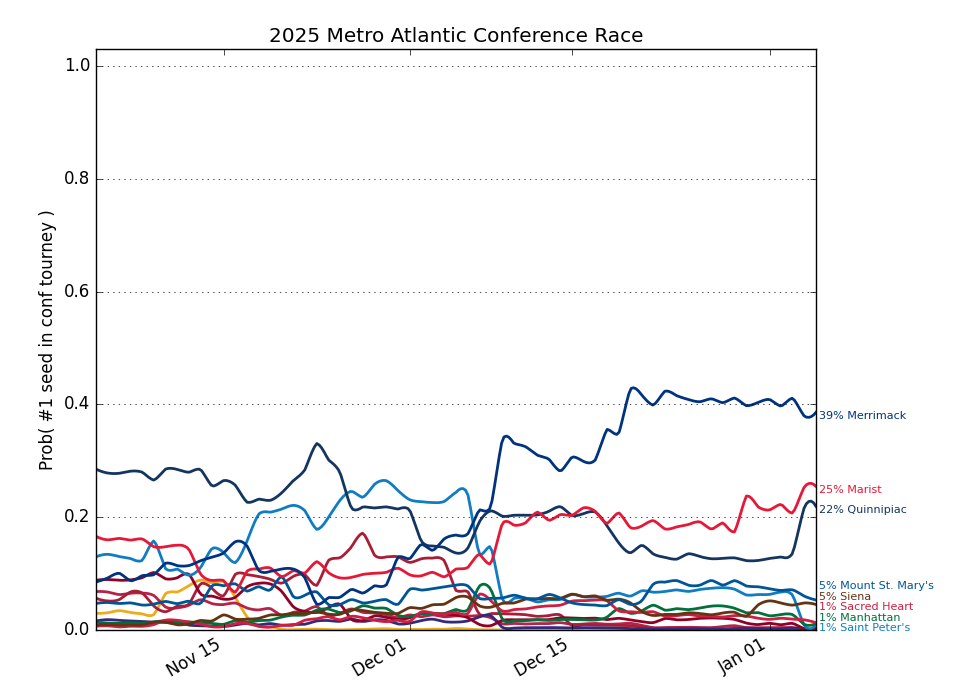 2025 Metro Atlantic Conference Race
1.0
0.8
0.6
0.4
0.2
0.0
Prob( #1 seed in conf tourney )
Nov 15
Dec 01
Dec 15
Jan 01
39% Merrimack
25% Marist
22% Quinnipiac
5% Mount St. Mary's
5% Siena
1% Sacred Heart
1% Manhattan
1% Saint Peter's